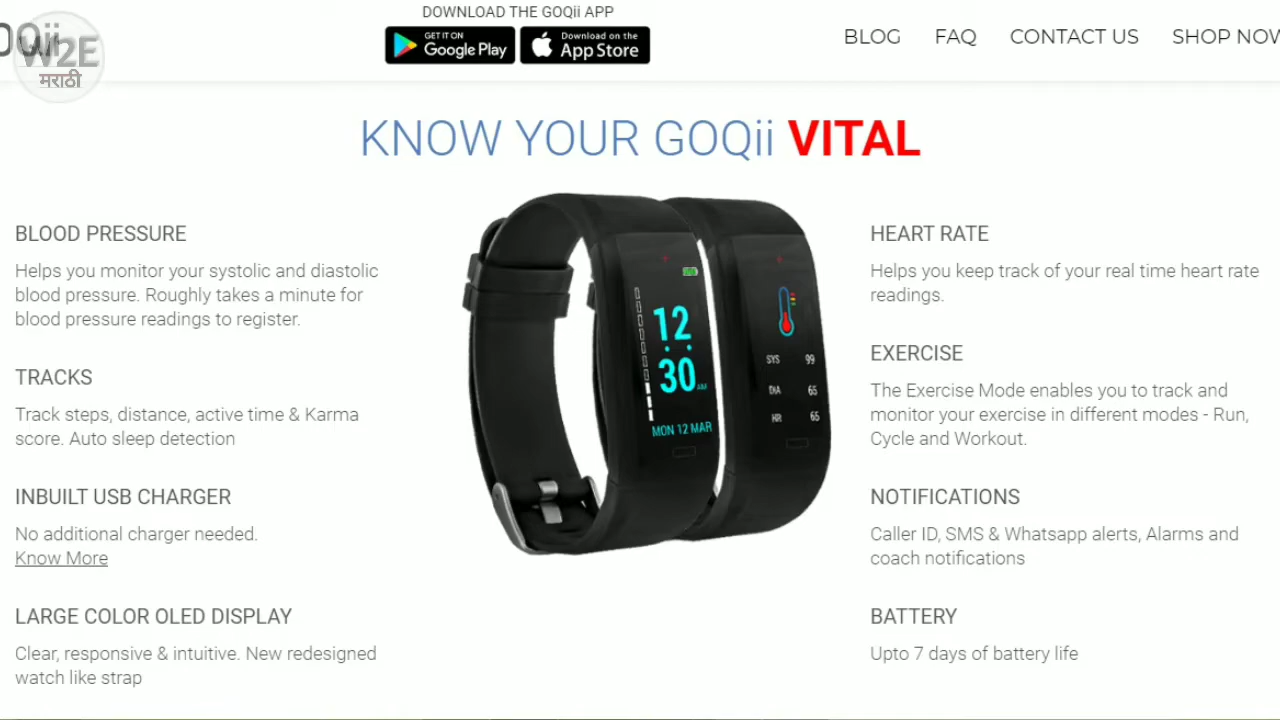 DOWNLOAD THE GOQii APP
GET IT ON
Google Play
Download on the
App Store
BLOG
FAQ
CONTACT US
SHOP NOW
W2E
मराठी
KNOW YOUR GOQii VITAL
BLOOD PRESSURE
Helps you monitor your systolic and diastolic
blood pressure. Roughly takes a minute for
blood pressure readings to register.
TRACKS
Track steps, distance, active time & Karma
score. Auto sleep detection
INBUILT USB CHARGER
No additional charger needed.
Know More
LARGE COLOR OLED DISPLAY
Clear, responsive & intuitive. New redesigned
watch like strap
12
30
MON 12 MAR
SYS 99
DIA 65
HR 65
HEART RATE
Helps you keep track of your real time heart rate
readings.
EXERCISE
The Exercise Mode enables you to track and
monitor your exercise in different modes - Run,
Cycle and Workout.
NOTIFICATIONS
Caller ID, SMS & Whatsapp alerts, Alarms and
coach notifications
BATTERY
Upto 7 days of battery life